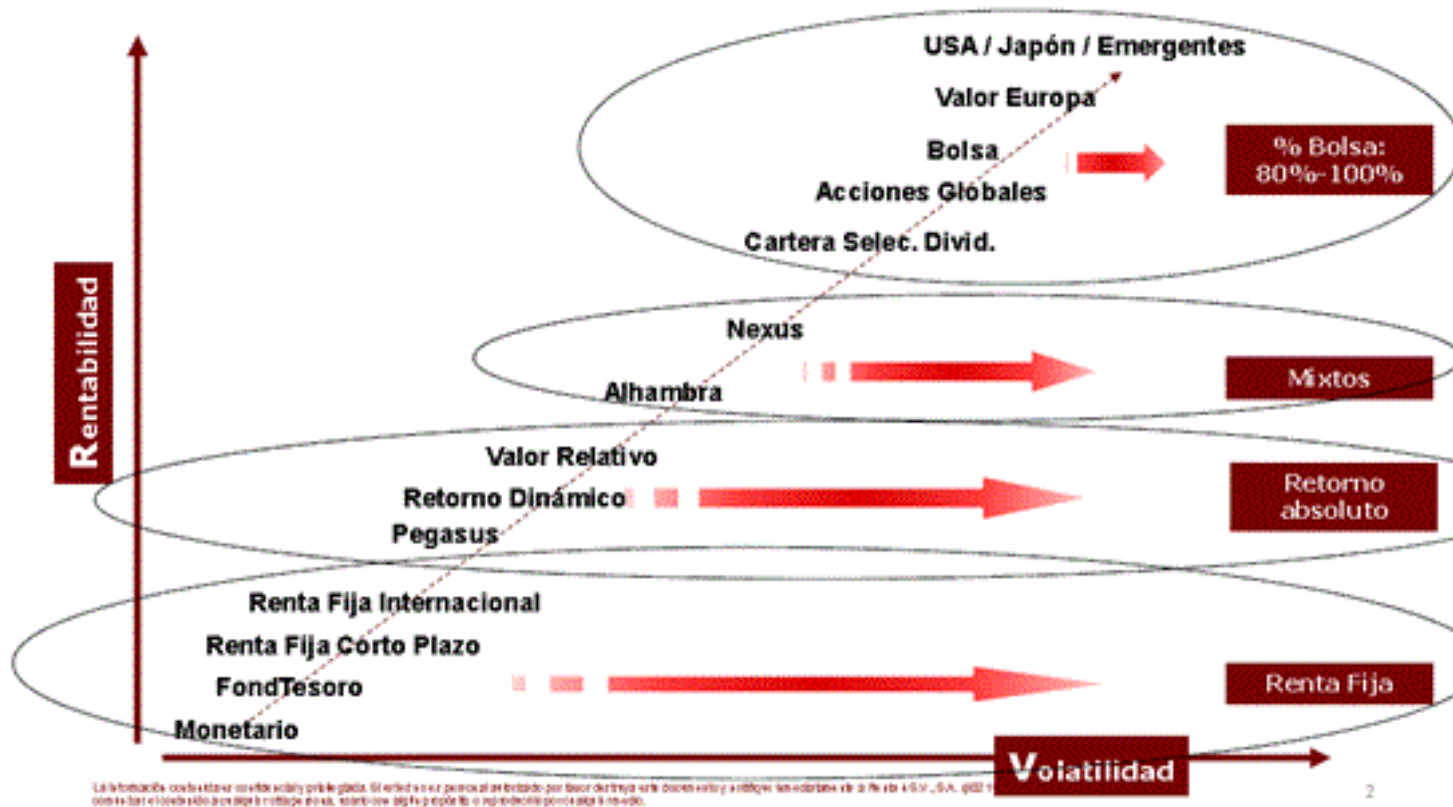 USA / Japón / Emergentes
Valor Europa
Bolsa
% Bolsa:
80%-100%
Acciones Globales
Cartera Selec. Divid.
Rentabilidad
Nexus
Mixtos
Alhambra
Valor Relativo
Retorno Dinámico
Retorno
absoluto
Pegasus
Renta Fija Internacional
Renta Fija Corto Plazo
FondTesoro
Renta Fija
Monetario
Volatilidad
2